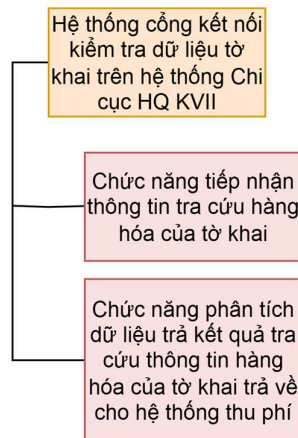 Hệ thống cổng kết nối
kiểm tra dữ liệu tờ
khai trên hệ thống Chi
cục HQ KVII
Chức năng tiếp nhận
thông tin tra cứu hàng
hóa của tờ khai
Chức năng phân tích
dữ liệu trả kết quả tra
cứu thông tin hàng
hóa của tờ khai trả về
cho hệ thống thu phí